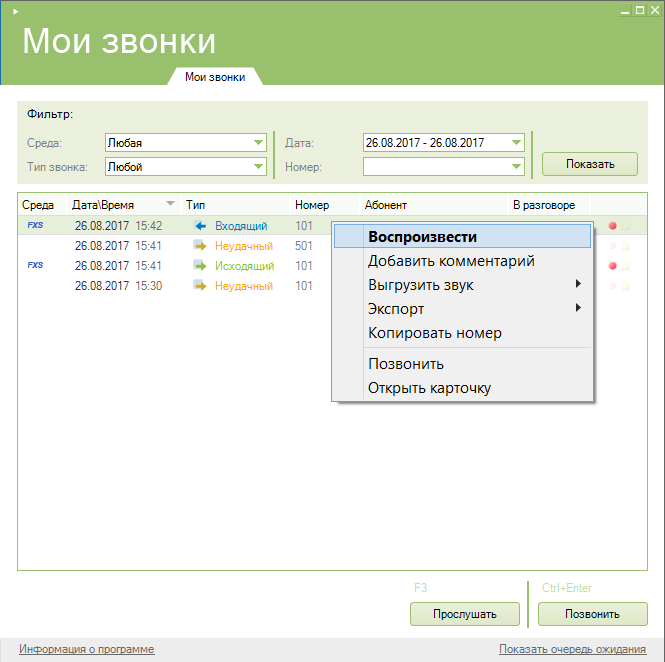 Мои звонки
Мои звонки
Фильтр:
Среда: Любая Дата: 26.08.2017 - 26.08.2017
Тип звонка: Любой Номер: Показать
Среда Дата\Время Тип Номер Абонент В разговоре
FXS 26.08.2017 15:42 Входящий 101
26.08.2017 15:41 Неудачный 501
FXS 26.08.2017 15:41 Исходящий 101
26.08.2017 15:30 Неудачный 101
Воспроизвести
Добавить комментарий
Выгрузить звук
Экспорт
Копировать номер
Позвонить
Открыть карточку
F3 Ctrl+Enter
Прослушать Позвонить
Информация о программе Показать очередь ожидания